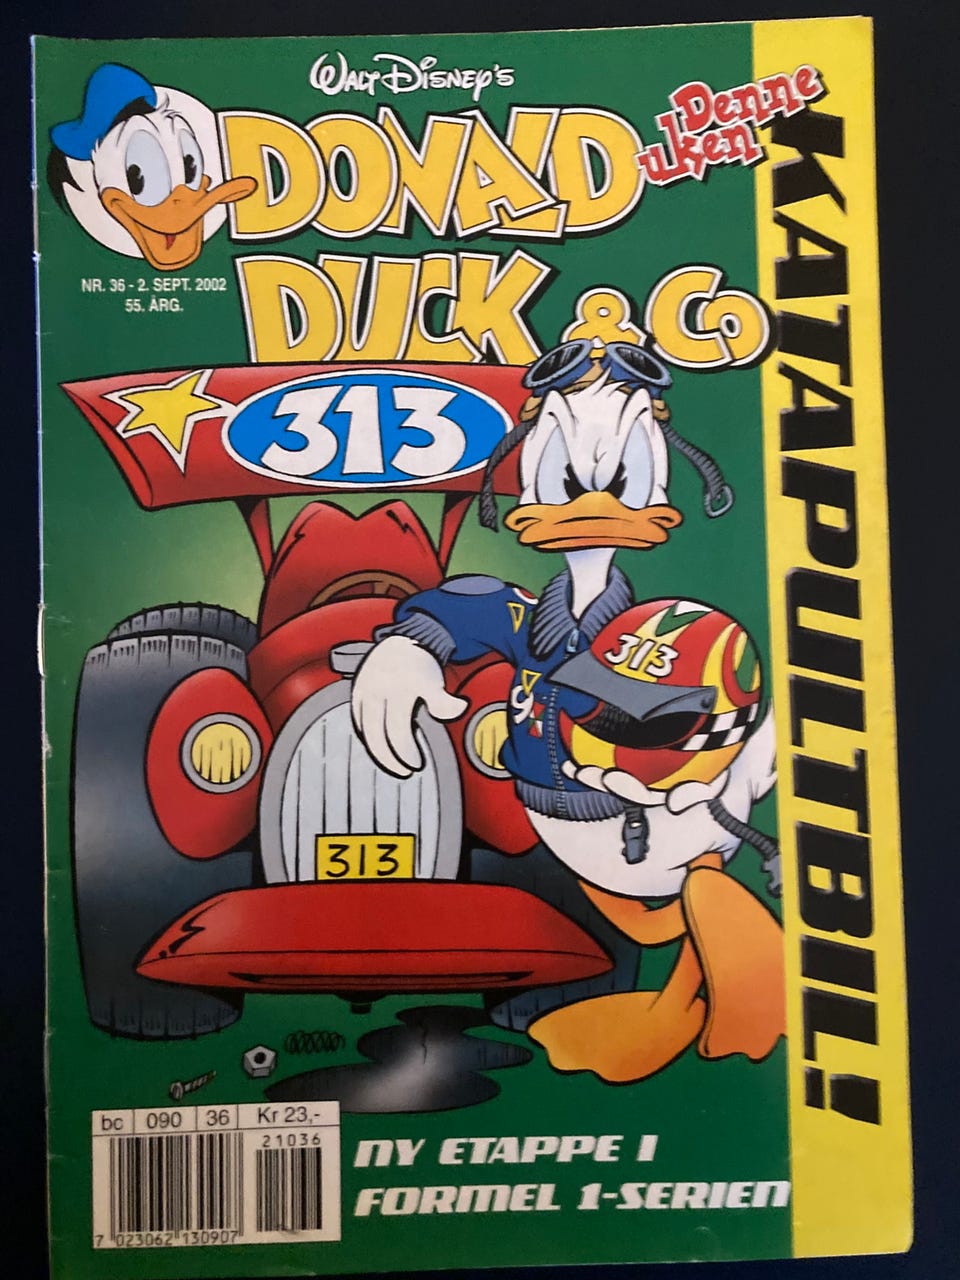 WALT DISNEY'S
DONALD
DUCK & CO
NR. 36 - 2. SEPT. 2002
55. ÅRG.
Denne
uken
KATAPULTBIL!
313
313
313
bc 090 36 Kr 23,-
21036
7 023062 130907
NY ETAPPE I
FORMEL 1-SERIEN